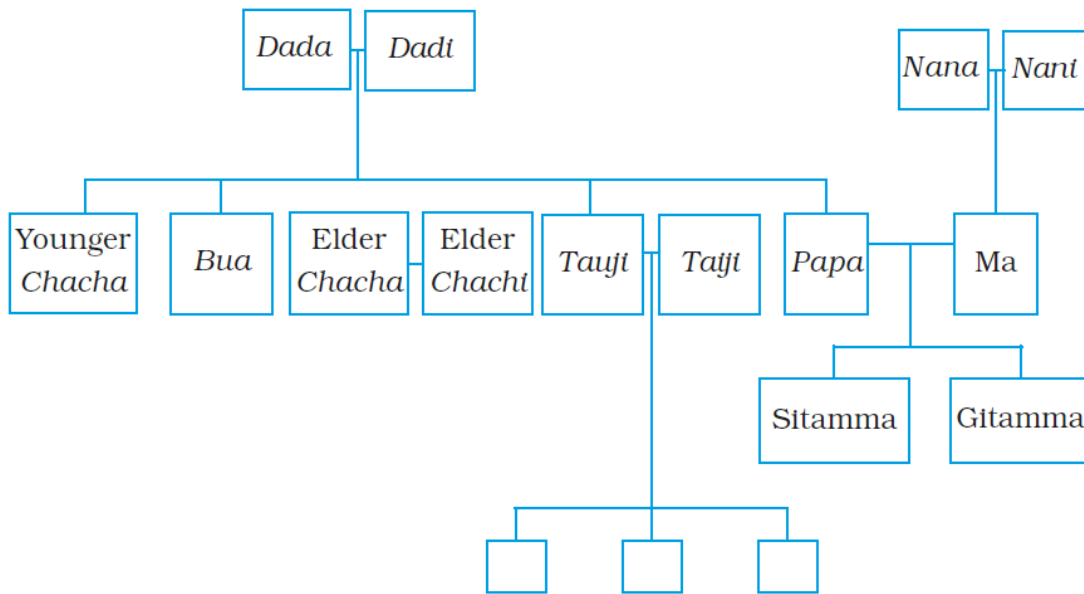 Dada
Dadi
Nana
Nani
Younger
Chacha
Bua
Elder
Chacha
Elder
Chachi
Tauji
Taiji
Papa
Ma
Sitamma
Gitamma